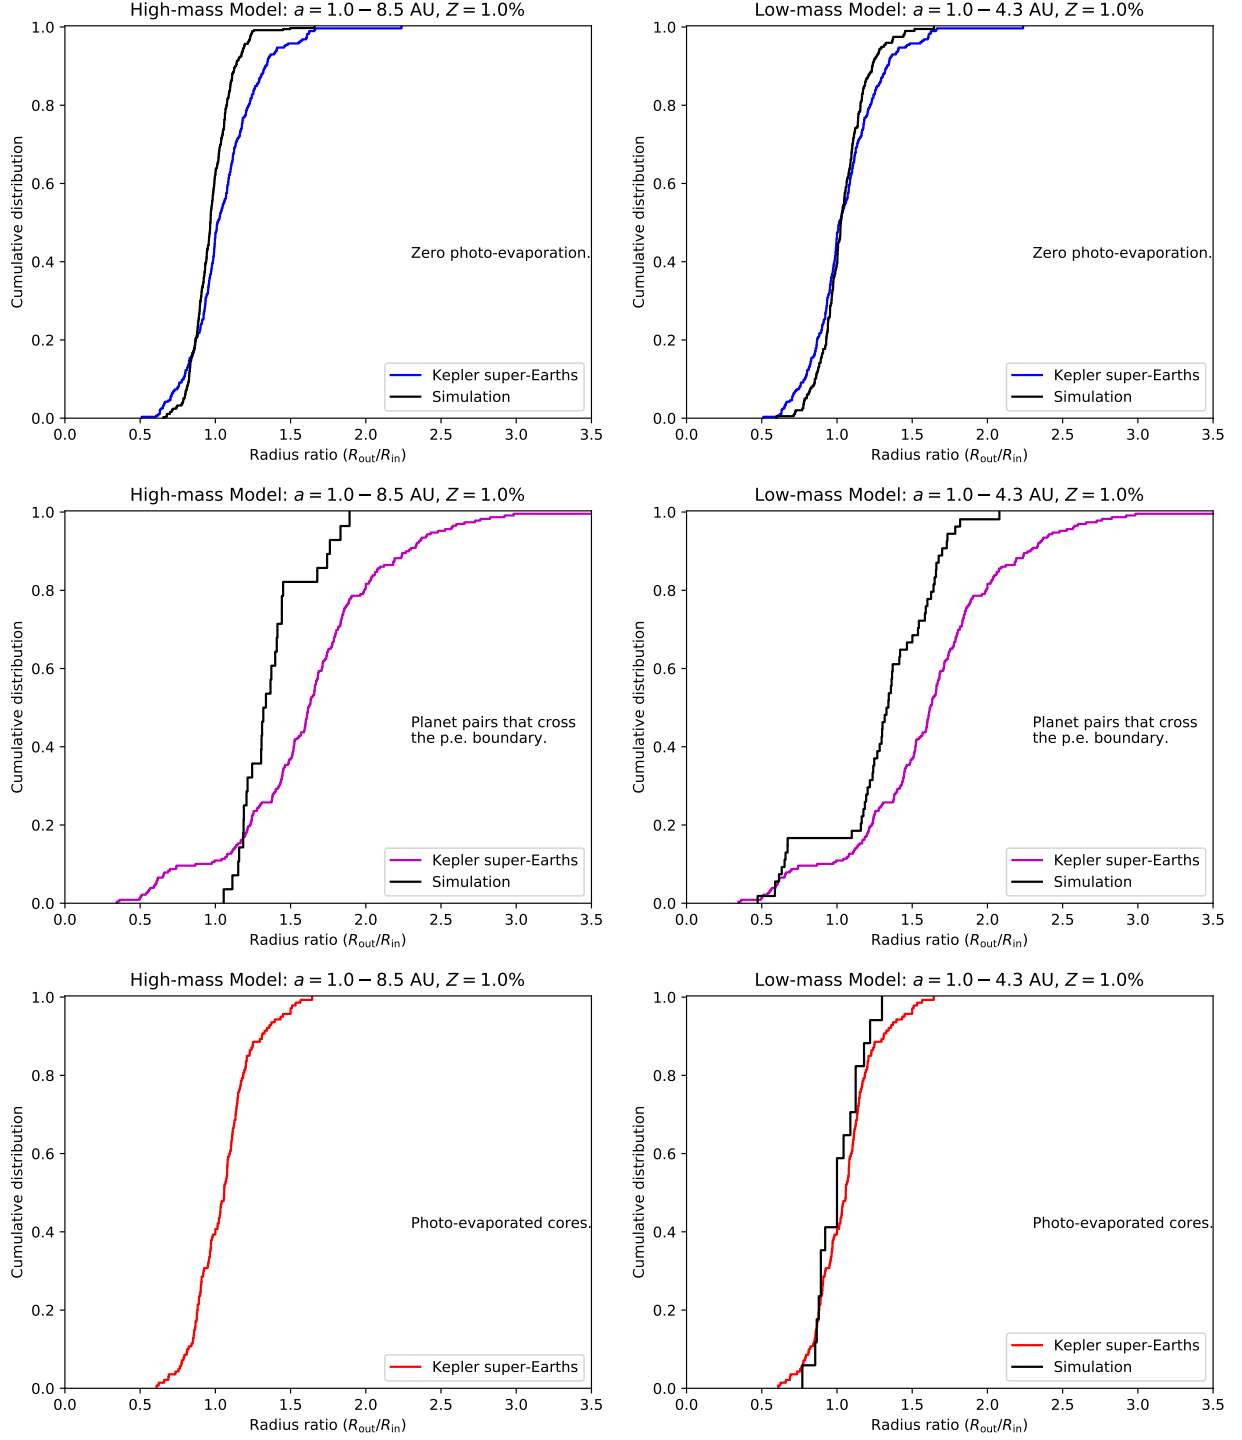 High-mass Model: a = 1.0 − 8.5 AU, Z = 1.0%
1.0
0.8
0.6
0.4
0.2
0.0
Cumulative distribution
Zero photo-evaporation.
Kepler super-Earths
Simulation
0.0 0.5 1.0 1.5 2.0 2.5 3.0 3.5
Radius ratio (Rout/Rin)
Low-mass Model: a = 1.0 − 4.3 AU, Z = 1.0%
1.0
0.8
0.6
0.4
0.2
0.0
Cumulative distribution
Zero photo-evaporation.
Kepler super-Earths
Simulation
0.0 0.5 1.0 1.5 2.0 2.5 3.0 3.5
Radius ratio (Rout/Rin)
High-mass Model: a = 1.0 − 8.5 AU, Z = 1.0%
1.0
0.8
0.6
0.4
0.2
0.0
Cumulative distribution
Planet pairs that cross
the p.e. boundary.
Kepler super-Earths
Simulation
0.0 0.5 1.0 1.5 2.0 2.5 3.0 3.5
Radius ratio (Rout/Rin)
Low-mass Model: a = 1.0 − 4.3 AU, Z = 1.0%
1.0
0.8
0.6
0.4
0.2
0.0
Cumulative distribution
Planet pairs that cross
the p.e. boundary.
Kepler super-Earths
Simulation
0.0 0.5 1.0 1.5 2.0 2.5 3.0 3.5
Radius ratio (Rout/Rin)
High-mass Model: a = 1.0 − 8.5 AU, Z = 1.0%
1.0
0.8
0.6
0.4
0.2
0.0
Cumulative distribution
Photo-evaporated cores.
Kepler super-Earths
0.0 0.5 1.0 1.5 2.0 2.5 3.0 3.5
Radius ratio (Rout/Rin)
Low-mass Model: a = 1.0 − 4.3 AU, Z = 1.0%
1.0
0.8
0.6
0.4
0.2
0.0
Cumulative distribution
Photo-evaporated cores.
Kepler super-Earths
Simulation
0.0 0.5 1.0 1.5 2.0 2.5 3.0 3.5
Radius ratio (Rout/Rin)